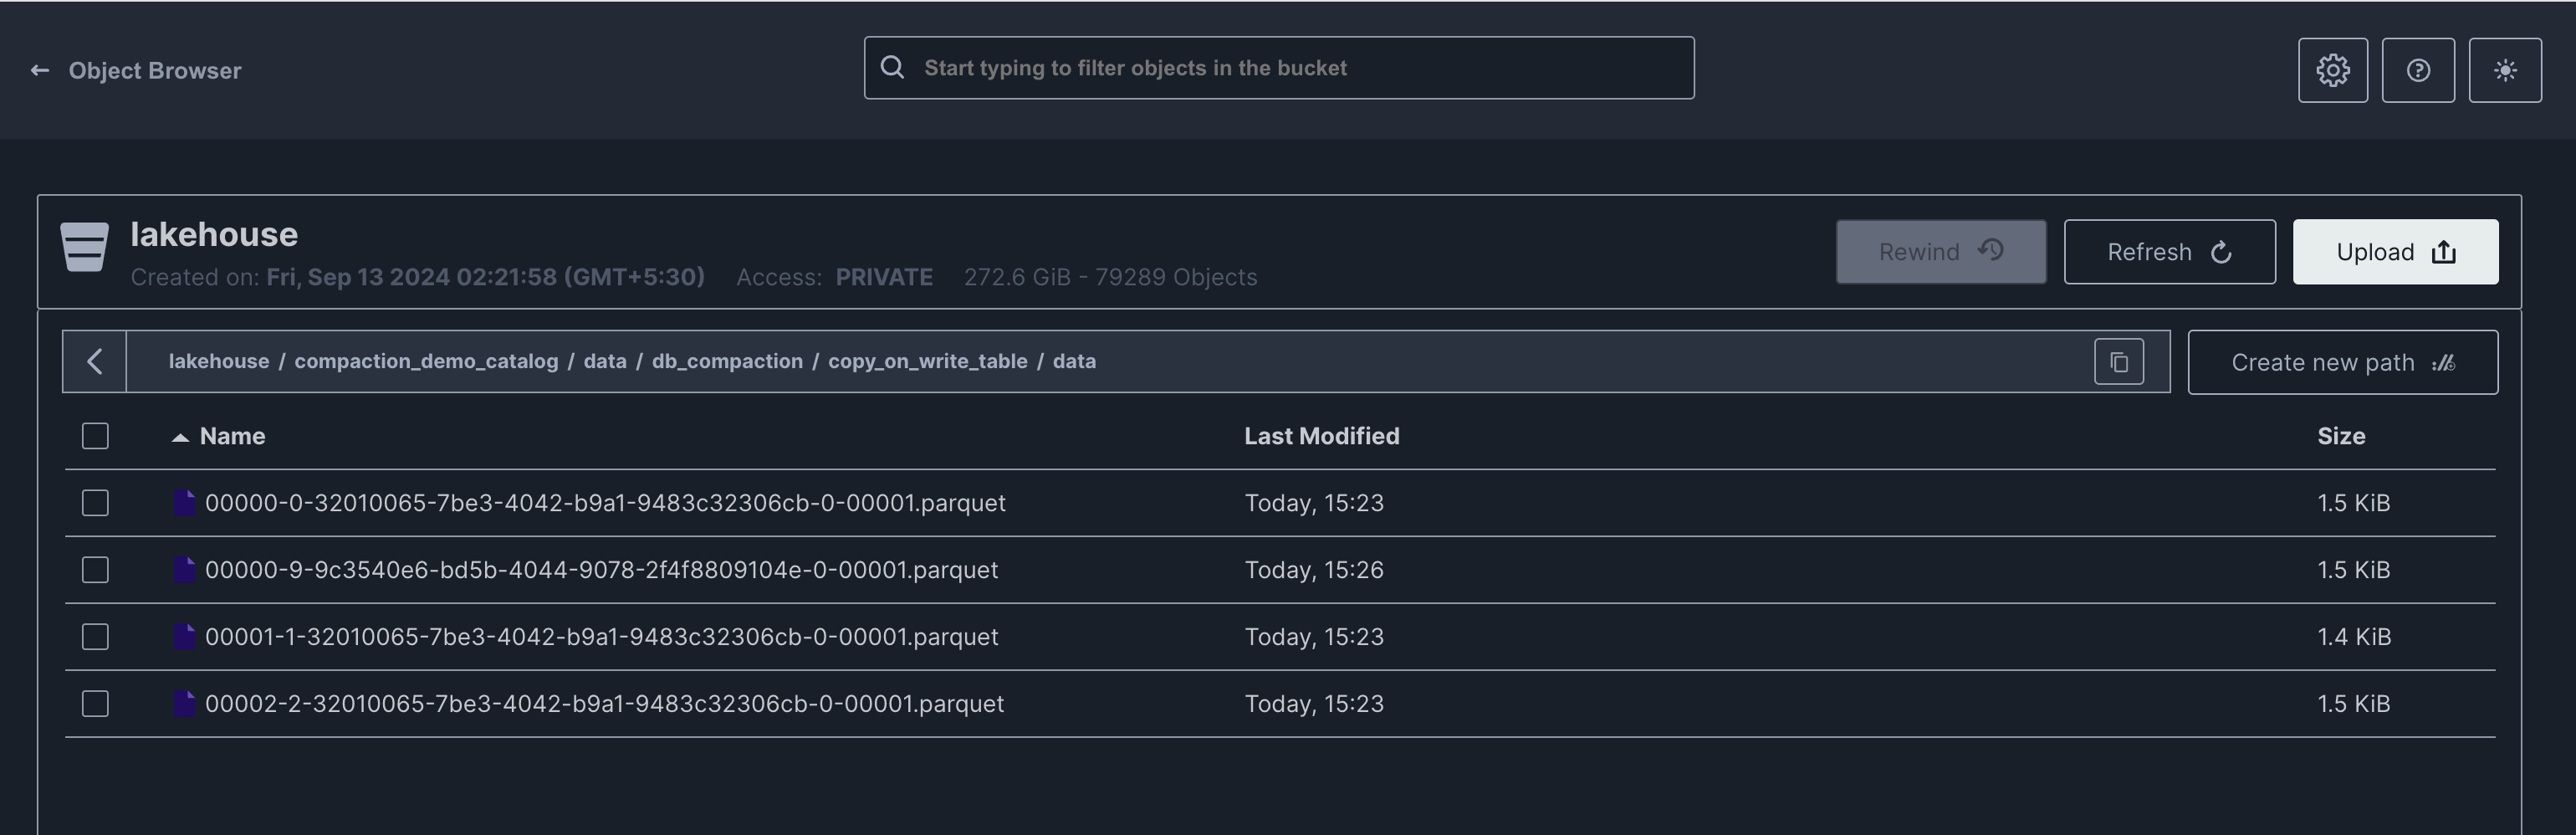 Object Browser
Start typing to filter objects in the bucket
lakehouse
Created on: Fri, Sep 13 2024 02:21:58 (GMT+5:30) Access: PRIVATE 272.6 GiB - 79289 Objects
Rewind Refresh Upload
lakehouse / compaction_demo_catalog / data / db_compaction / copy_on_write_table / data
Create new path
Name Last Modified Size
00000-0-32010065-7be3-4042-b9a1-9483c32306cb-0-00001.parquet Today, 15:23 1.5 KiB
00000-9-9c3540e6-bd5b-4044-9078-2f4f8809104e-0-00001.parquet Today, 15:26 1.5 KiB
00001-1-32010065-7be3-4042-b9a1-9483c32306cb-0-00001.parquet Today, 15:23 1.4 KiB
00002-2-32010065-7be3-4042-b9a1-9483c32306cb-0-00001.parquet Today, 15:23 1.5 KiB